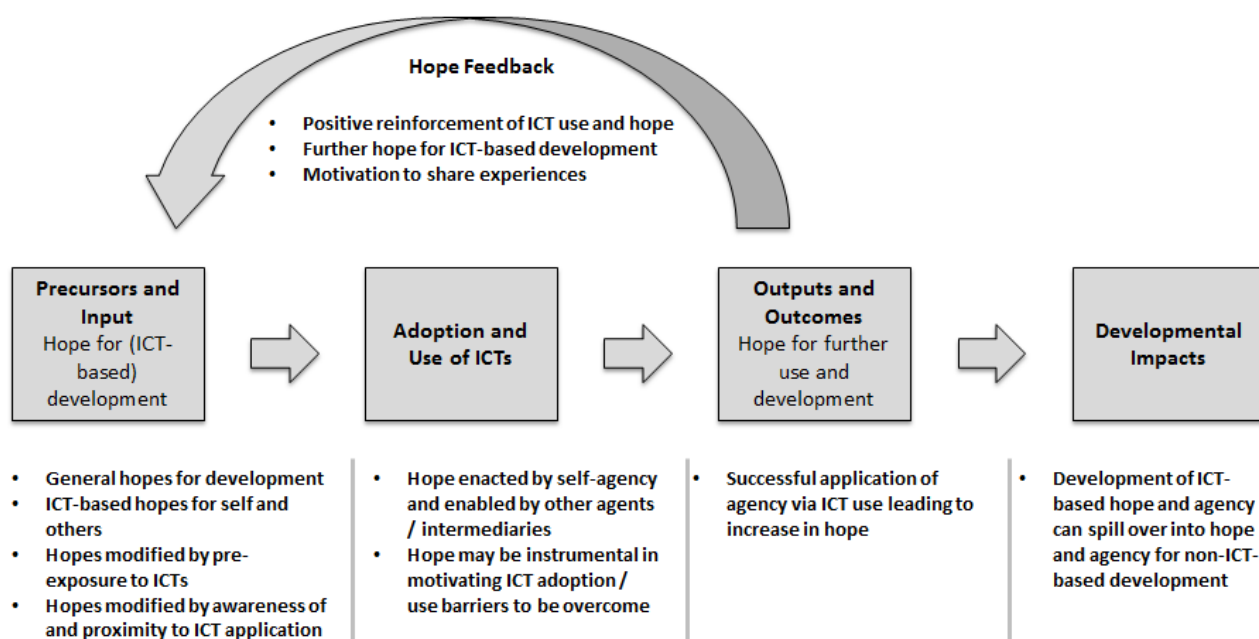 Hope Feedback
• Positive reinforcement of ICT use and hope
• Further hope for ICT-based development
• Motivation to share experiences
Precursors and
Input
Hope for (ICT-
based)
development
Adoption and
Use of ICTs
Outputs and
Outcomes
Hope for further
use and
development
Developmental
Impacts
• General hopes for development
• ICT-based hopes for self and
others
• Hopes modified by pre-
exposure to ICTs
• Hopes modified by awareness of
and proximity to ICT application
• Hope enacted by self-agency
and enabled by other agents
/ intermediaries
• Hope may be instrumental in
motivating ICT adoption /
use barriers to be overcome
• Successful application of
agency via ICT use leading to
increase in hope
• Development of ICT-
based hope and agency
can spill over into hope
and agency for non-ICT-
based development